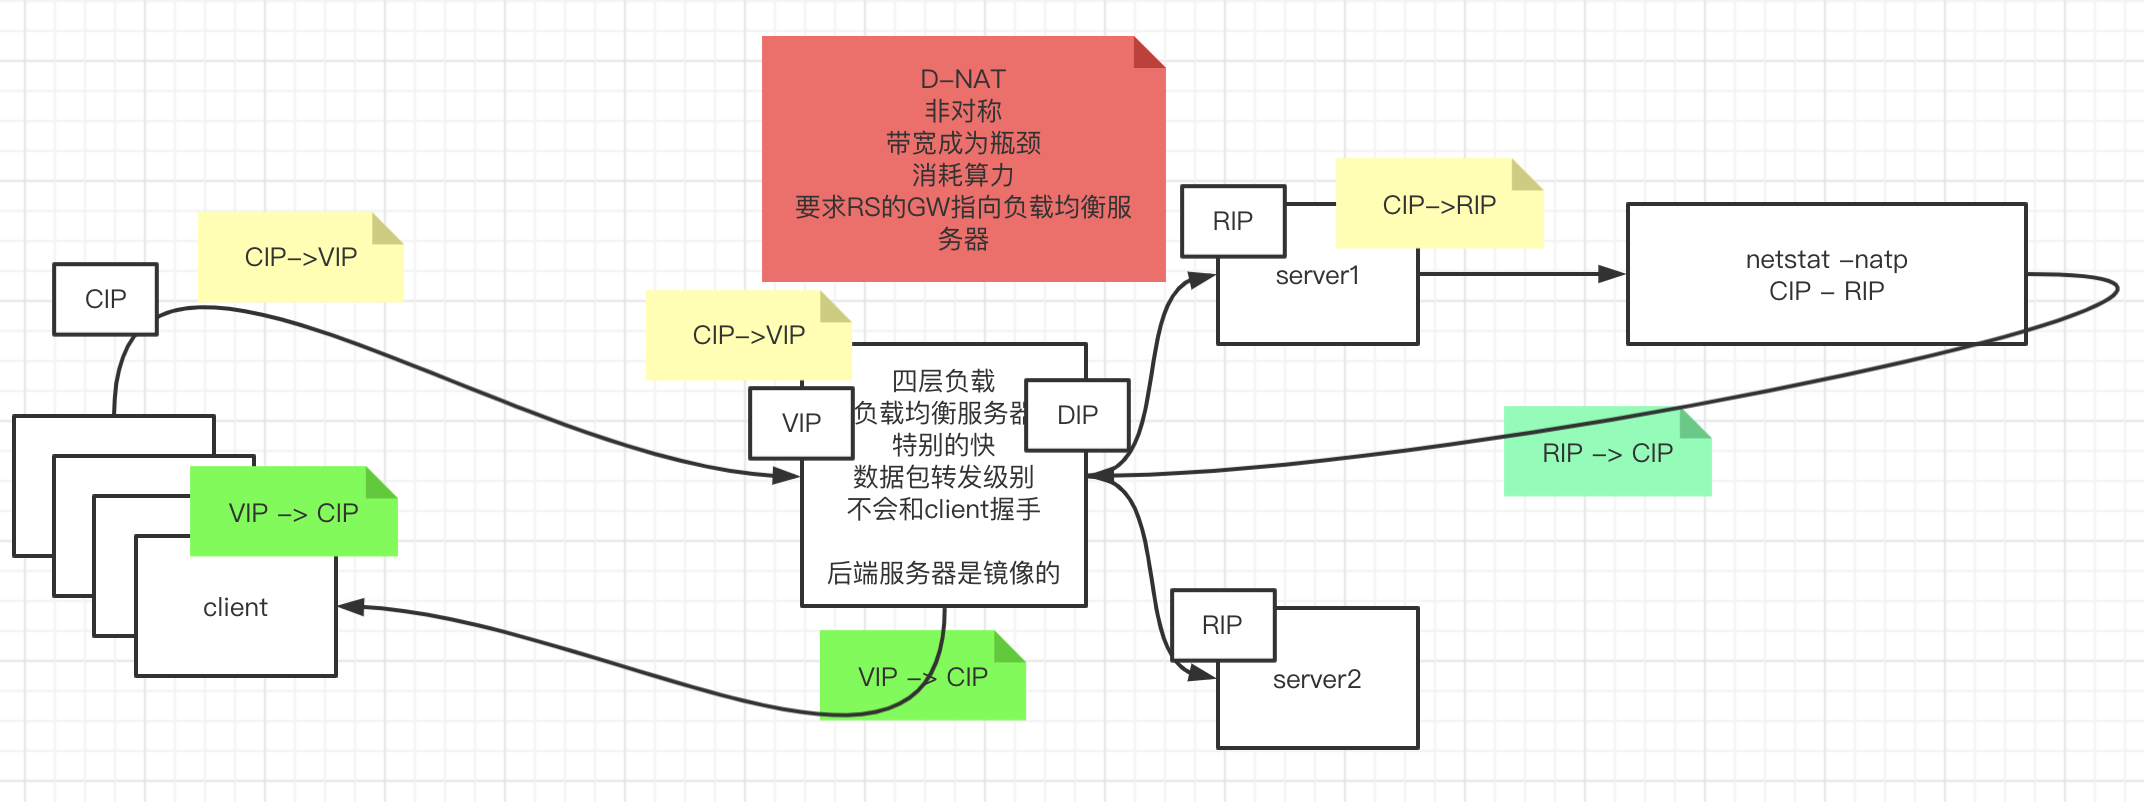 D-NAT
非对称
带宽成为瓶颈
消耗算力
要求RS的GW指向负载均衡服
务器
CIP->VIP
CIP
CIP->VIP
VIP
四层负载
负载均衡服务器
特别的快
数据包转发级别
不会和client握手
后端服务器是镜像的
DIP
RIP
CIP->RIP
server1
netstat -natp
CIP - RIP
RIP -> CIP
VIP -> CIP
client
VIP -> CIP
RIP
server2